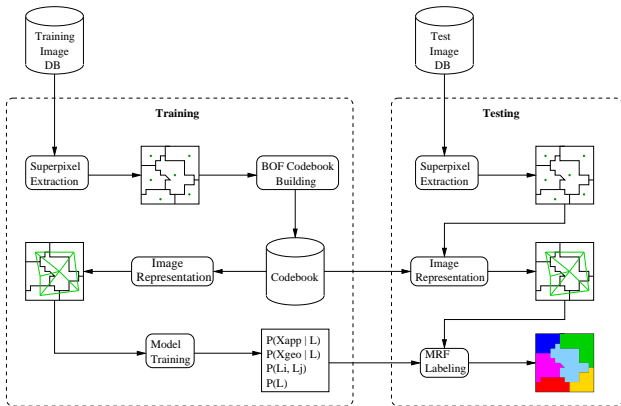 Training
Image
DB
Test
Image
DB
Training
Testing
Superpixel
Extraction
BOF Codebook
Building
Superpixel
Extraction
Image
Representation
Codebook
Image
Representation
Model
Training
P(Xapp | L)
P(Xgeo | L)
P(Li, Lj)
P(L)
MRF
Labeling